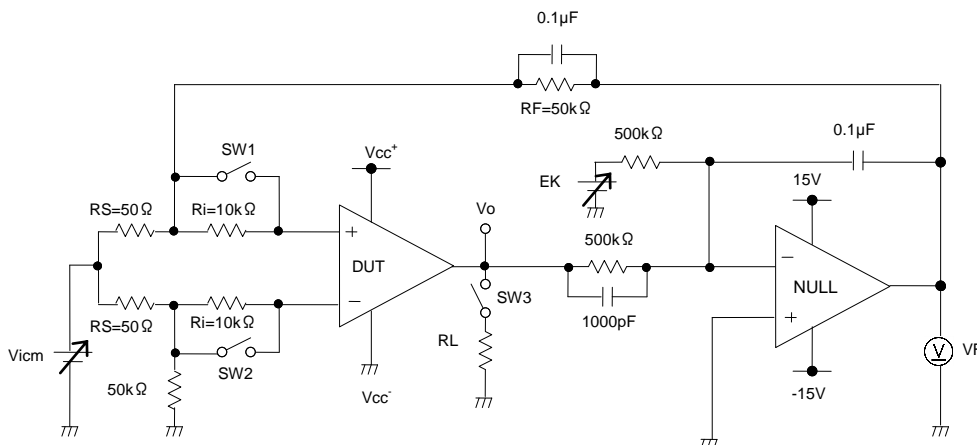 0.1µF
RF=50kΩ
500kΩ
0.1µF
SW1
Vcc+
EK
15V
Vo
RS=50Ω
Ri=10kΩ
500kΩ
+
DUT
−
−
NULL
+
SW3
RS=50Ω
Ri=10kΩ
1000pF
Vicm
SW2
RL
V
VF
50kΩ
Vcc-
-15V